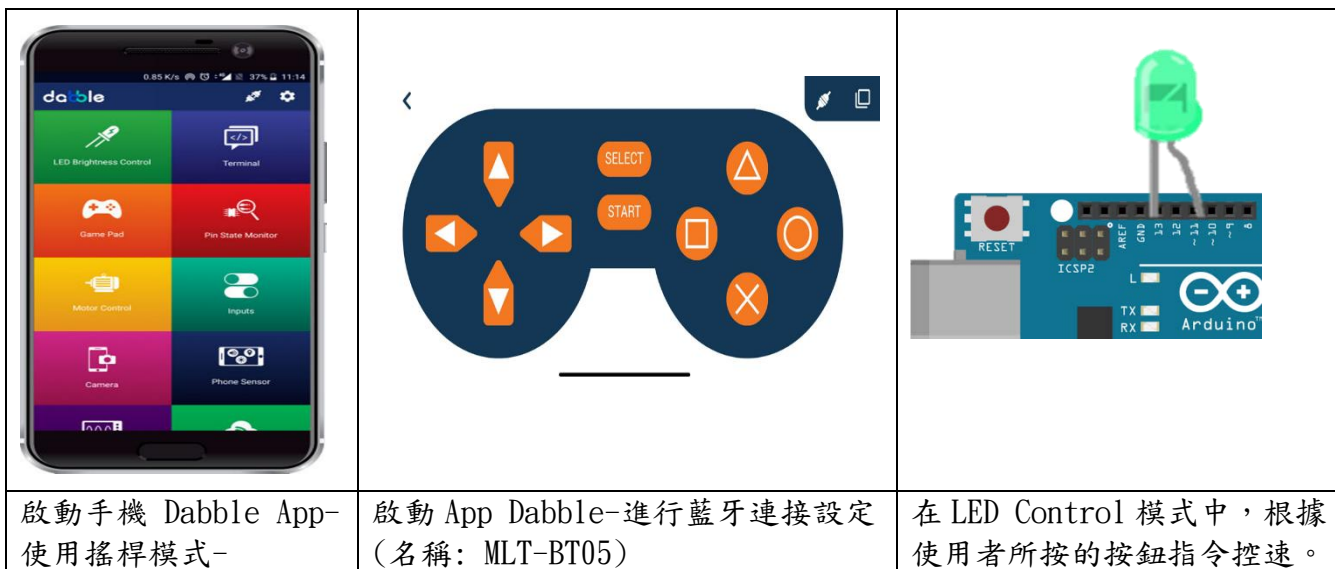 0.85 K/s 37% 11:14
dabble
LED Brightness Control
Terminal
Game Pad
Pin State Monitor
Motor Control
Inputs
Camera
Phone Sensor
SELECT
START
RESET
ICSP2
AREF
GND
13
12
~11
~10
~9
8
L
TX
RX
Arduino
TM
啟動手機 Dabble App-
使用搖桿模式-
啟動 App Dabble-進行藍牙連接設定
(名稱: MLT-BT05)
在 LED Control 模式中，根據
使用者所按的按鈕指令控速。